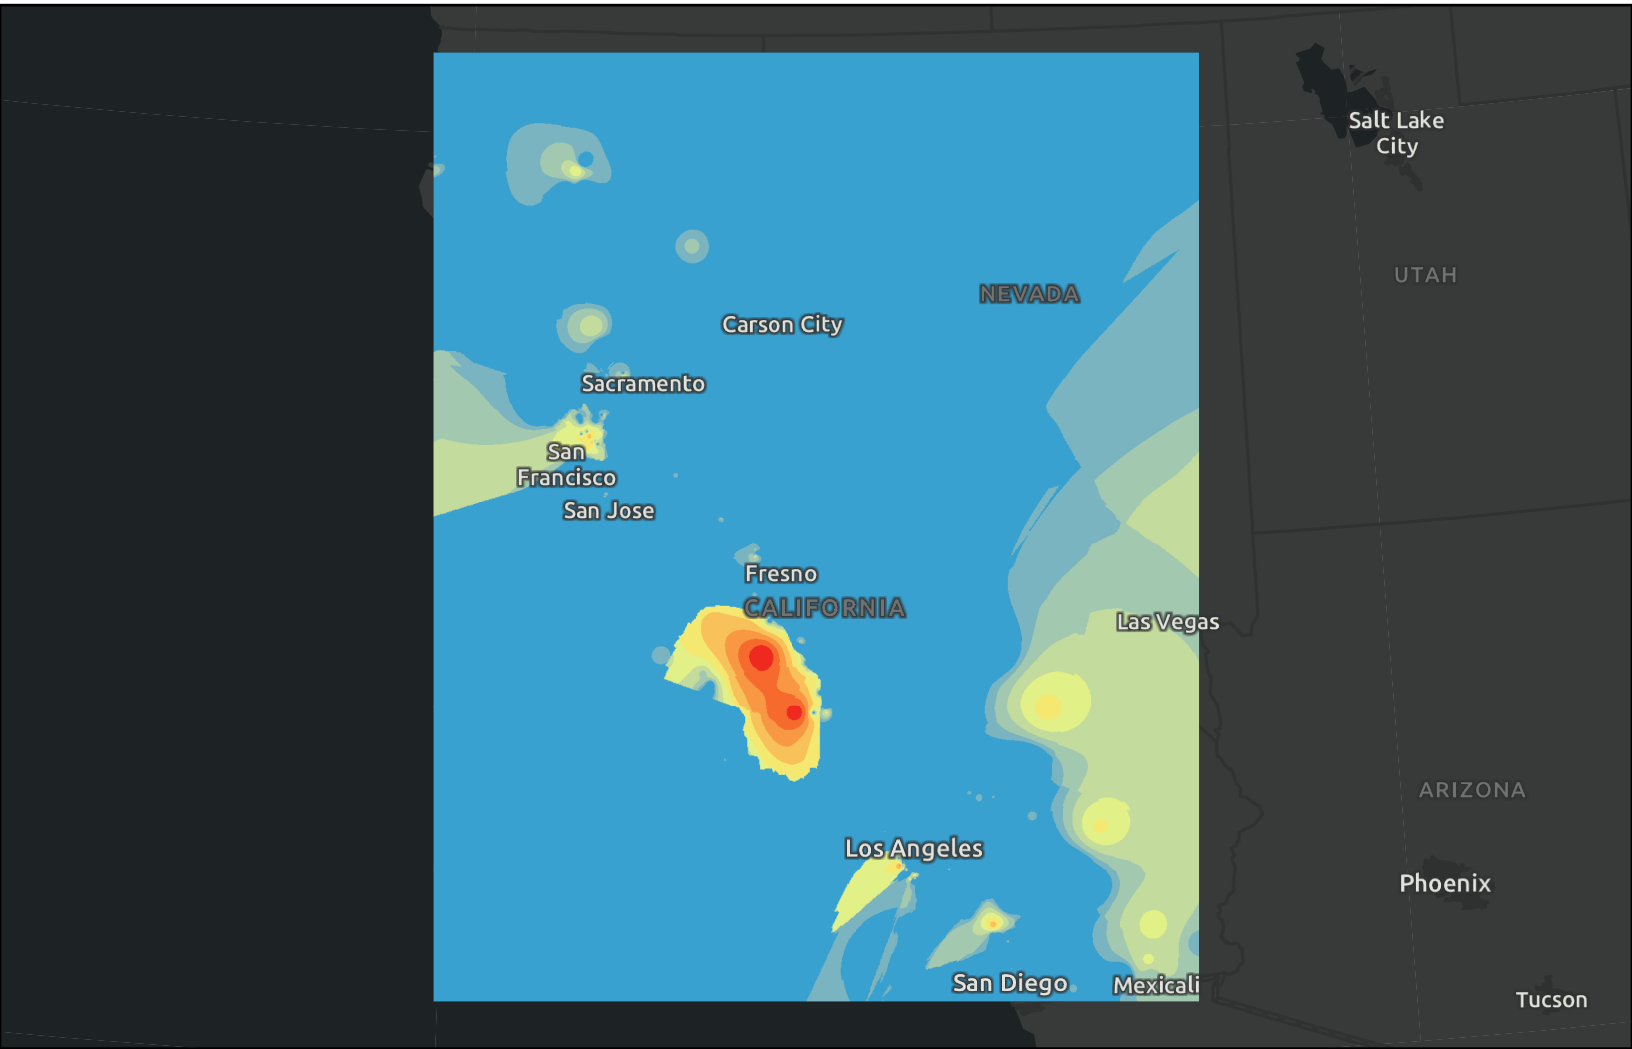 Salt Lake
City
UTAH
NEVADA
Carson City
Sacramento
San
Francisco
San Jose
Fresno
CALIFORNIA
Las Vegas
ARIZONA
Los Angeles
Phoenix
San Diego
Mexicali
Tucson